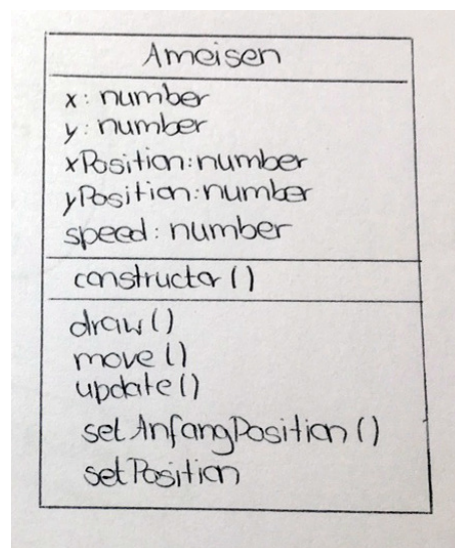 Ameisen
x: number
y: number
xPosition: number
yPosition: number
speed: number
constructor ()
draw ()
move ()
update ()
setAnfangPosition ()
setPosition